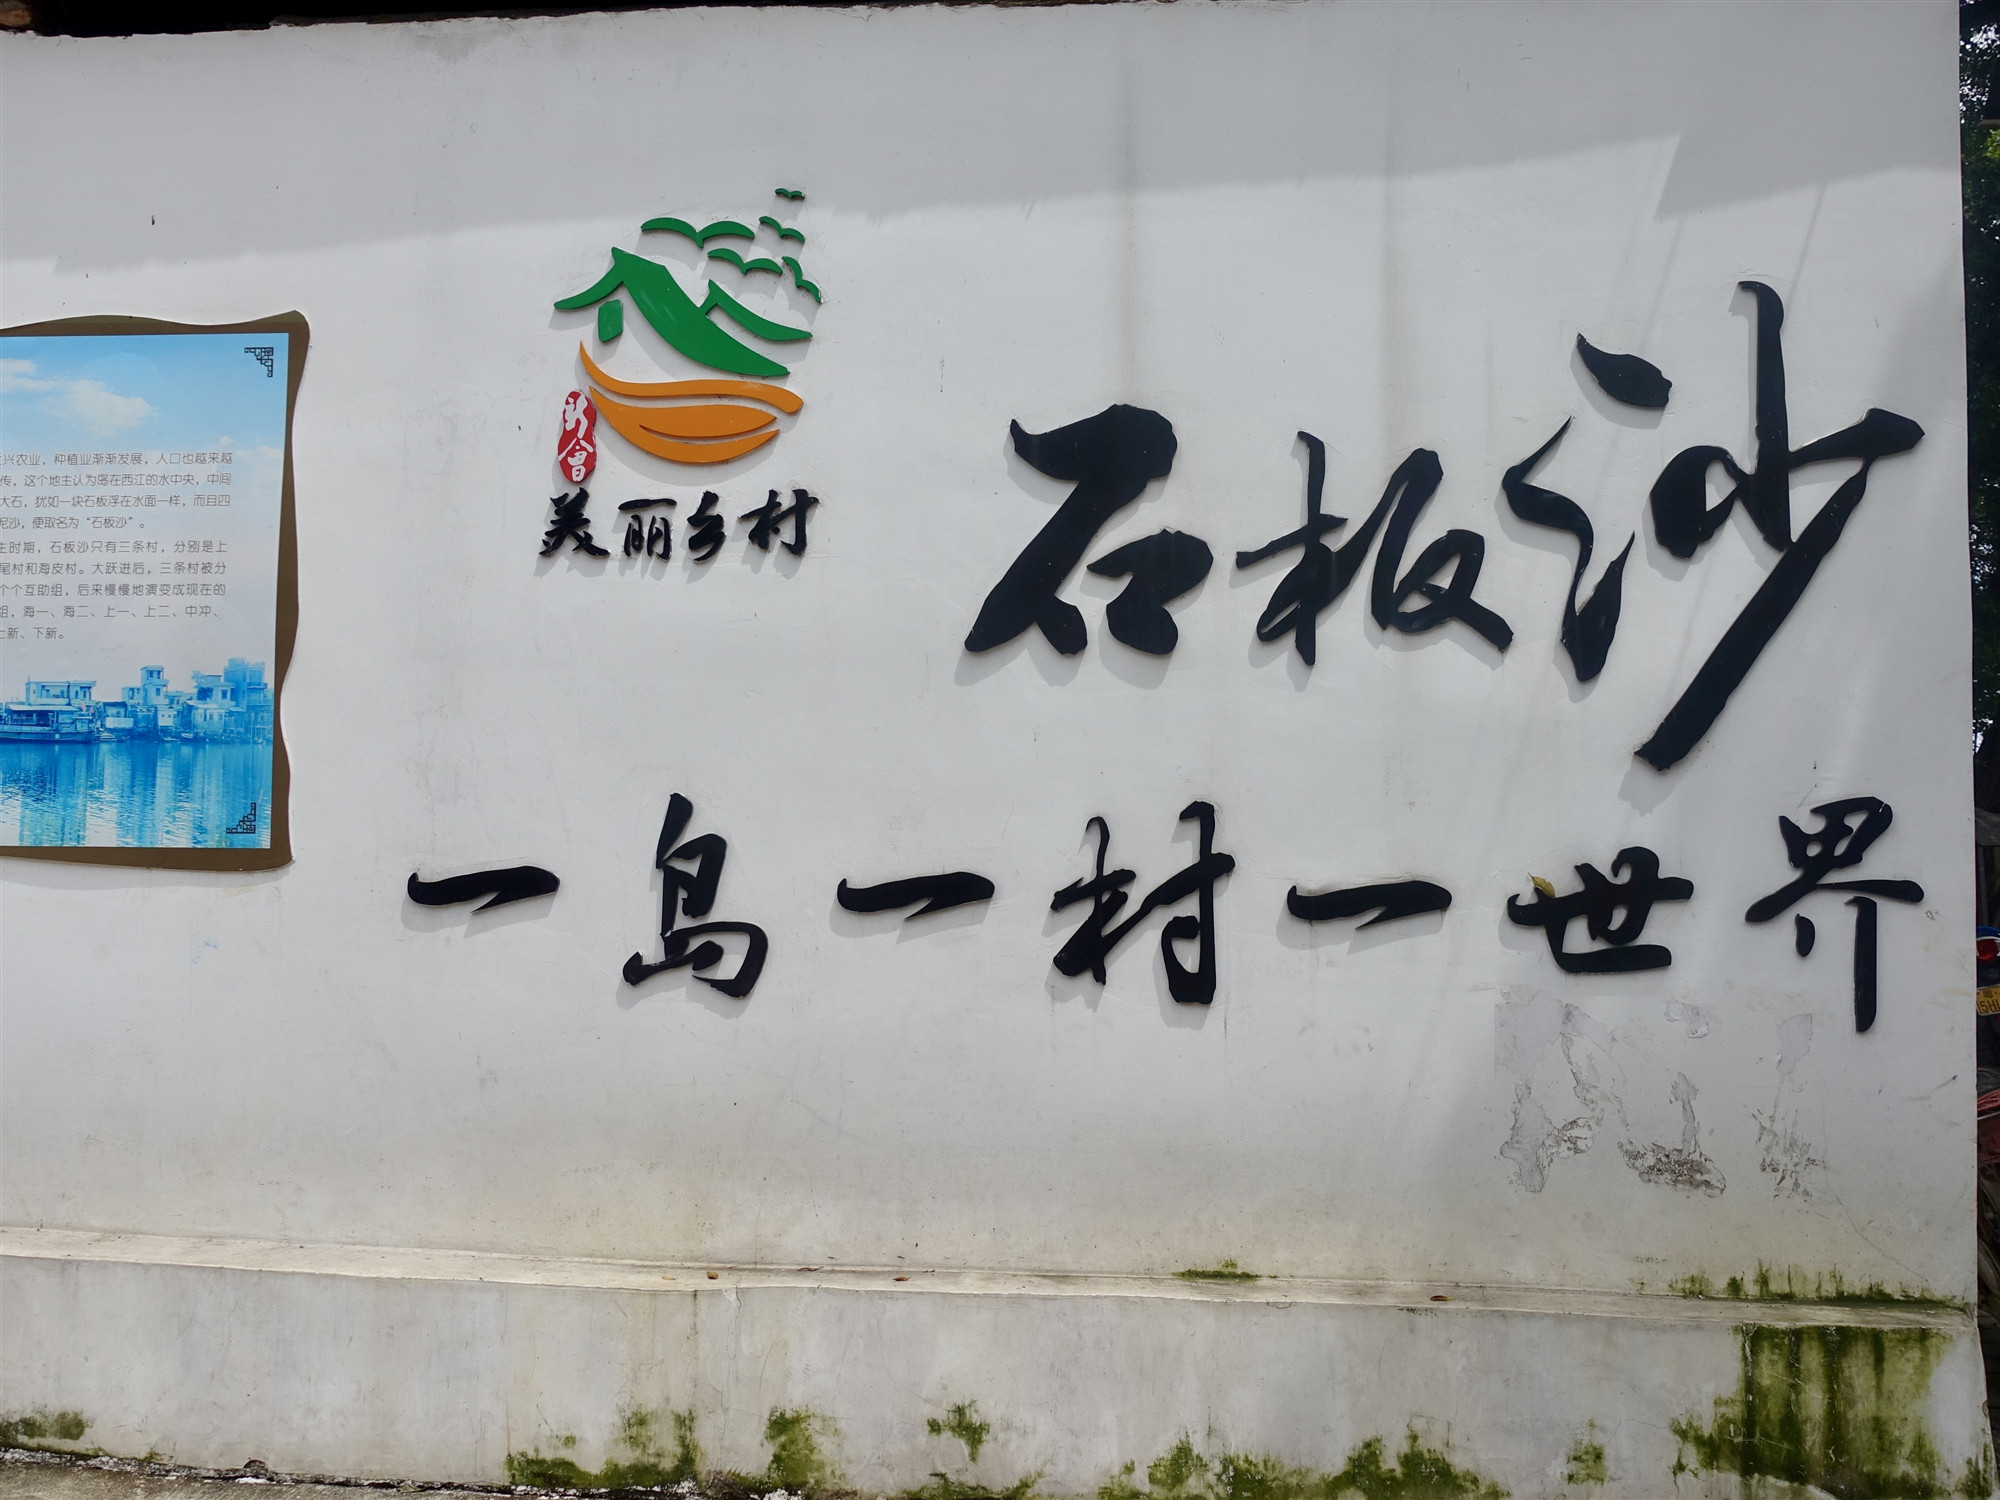 兴农业，种植业渐渐发展，人口也越来越
传，这个地主认为岛在西江的水中央，中间
大石，犹如一块石板浮在水面一样，而且四
泥沙，便取名为“石板沙”。
主时期，石板沙只有三条村，分别是上
尾村和海皮村。大跃进后，三条村被分
个互助组，后来慢慢地演变成现在的
组，海一、海二、上一、上二、中冲、
上新、下新。
新會
美丽乡村
石板沙
一岛一村一世界